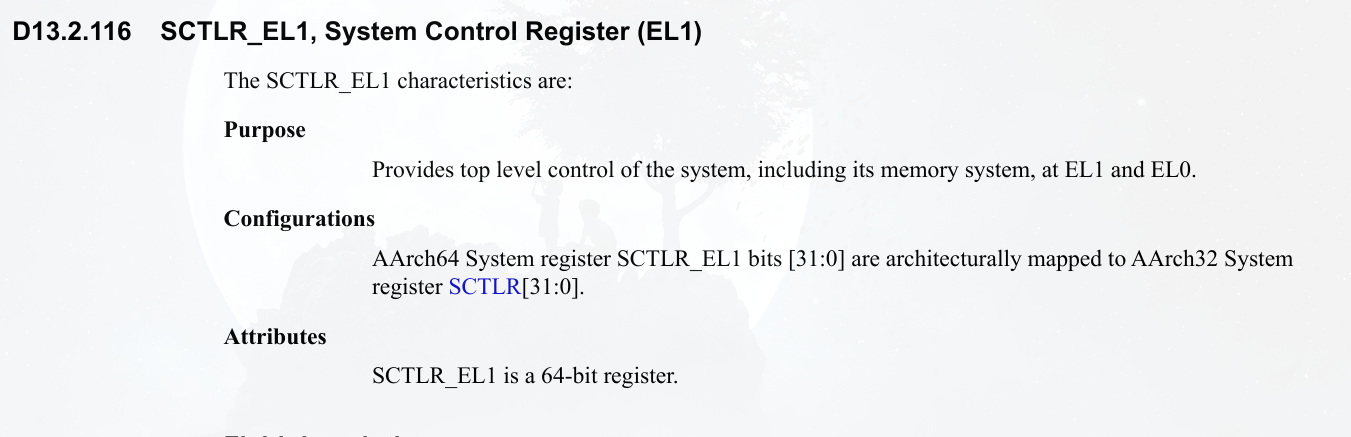 D13.2.116 SCTLR_EL1, System Control Register (EL1)
The SCTLR_EL1 characteristics are:
Purpose
Provides top level control of the system, including its memory system, at EL1 and EL0.
Configurations
AArch64 System register SCTLR_EL1 bits [31:0] are architecturally mapped to AArch32 System
register SCTLR[31:0].
Attributes
SCTLR_EL1 is a 64-bit register.